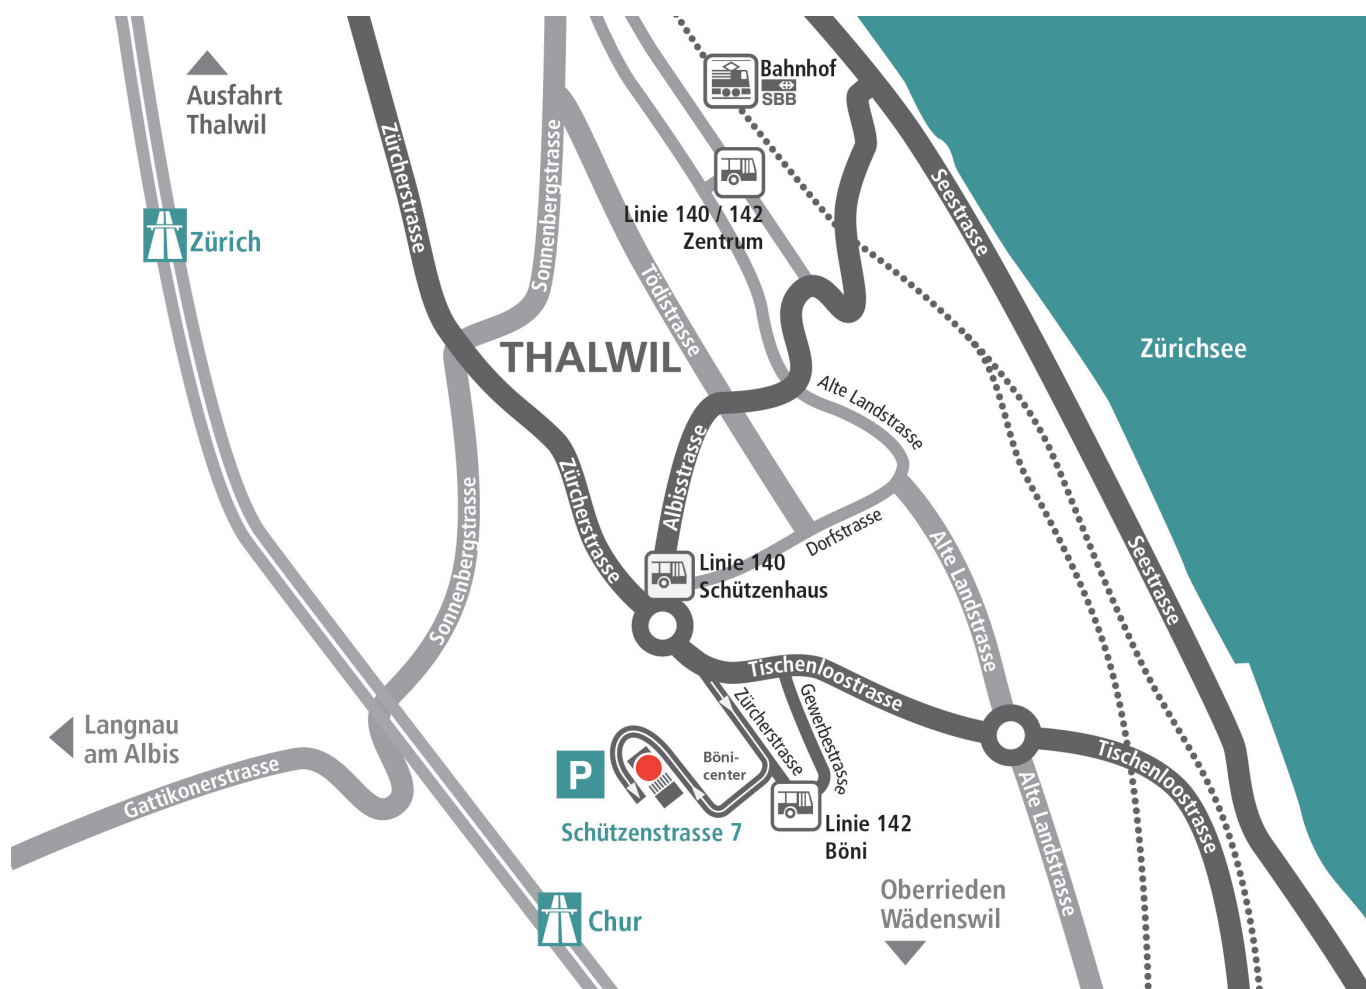 Ausfahrt
Thalwil
Zürich
Zürcherstrasse
Sonnenbergstrasse
Bahnhof
SBB
Linie 140 / 142
Zentrum
Seestrasse
Tödistrasse
THALWIL
Zürichsee
Alte Landstrasse
Albisstrasse
Zürcherstrasse
Sonnenbergstrasse
Dorfstrasse
Linie 140
Schützenhaus
Alte Landstrasse
Seestrasse
Tischenloostrasse
Zürcherstrasse
Gewerbestrasse
Langnau
am Albis
Gattikonerstrasse
P
Böni-
center
Schützenstrasse 7
Linie 142
Böni
Tischenloostrasse
Alte Landstrasse
Oberrieden
Wädenswil
Chur